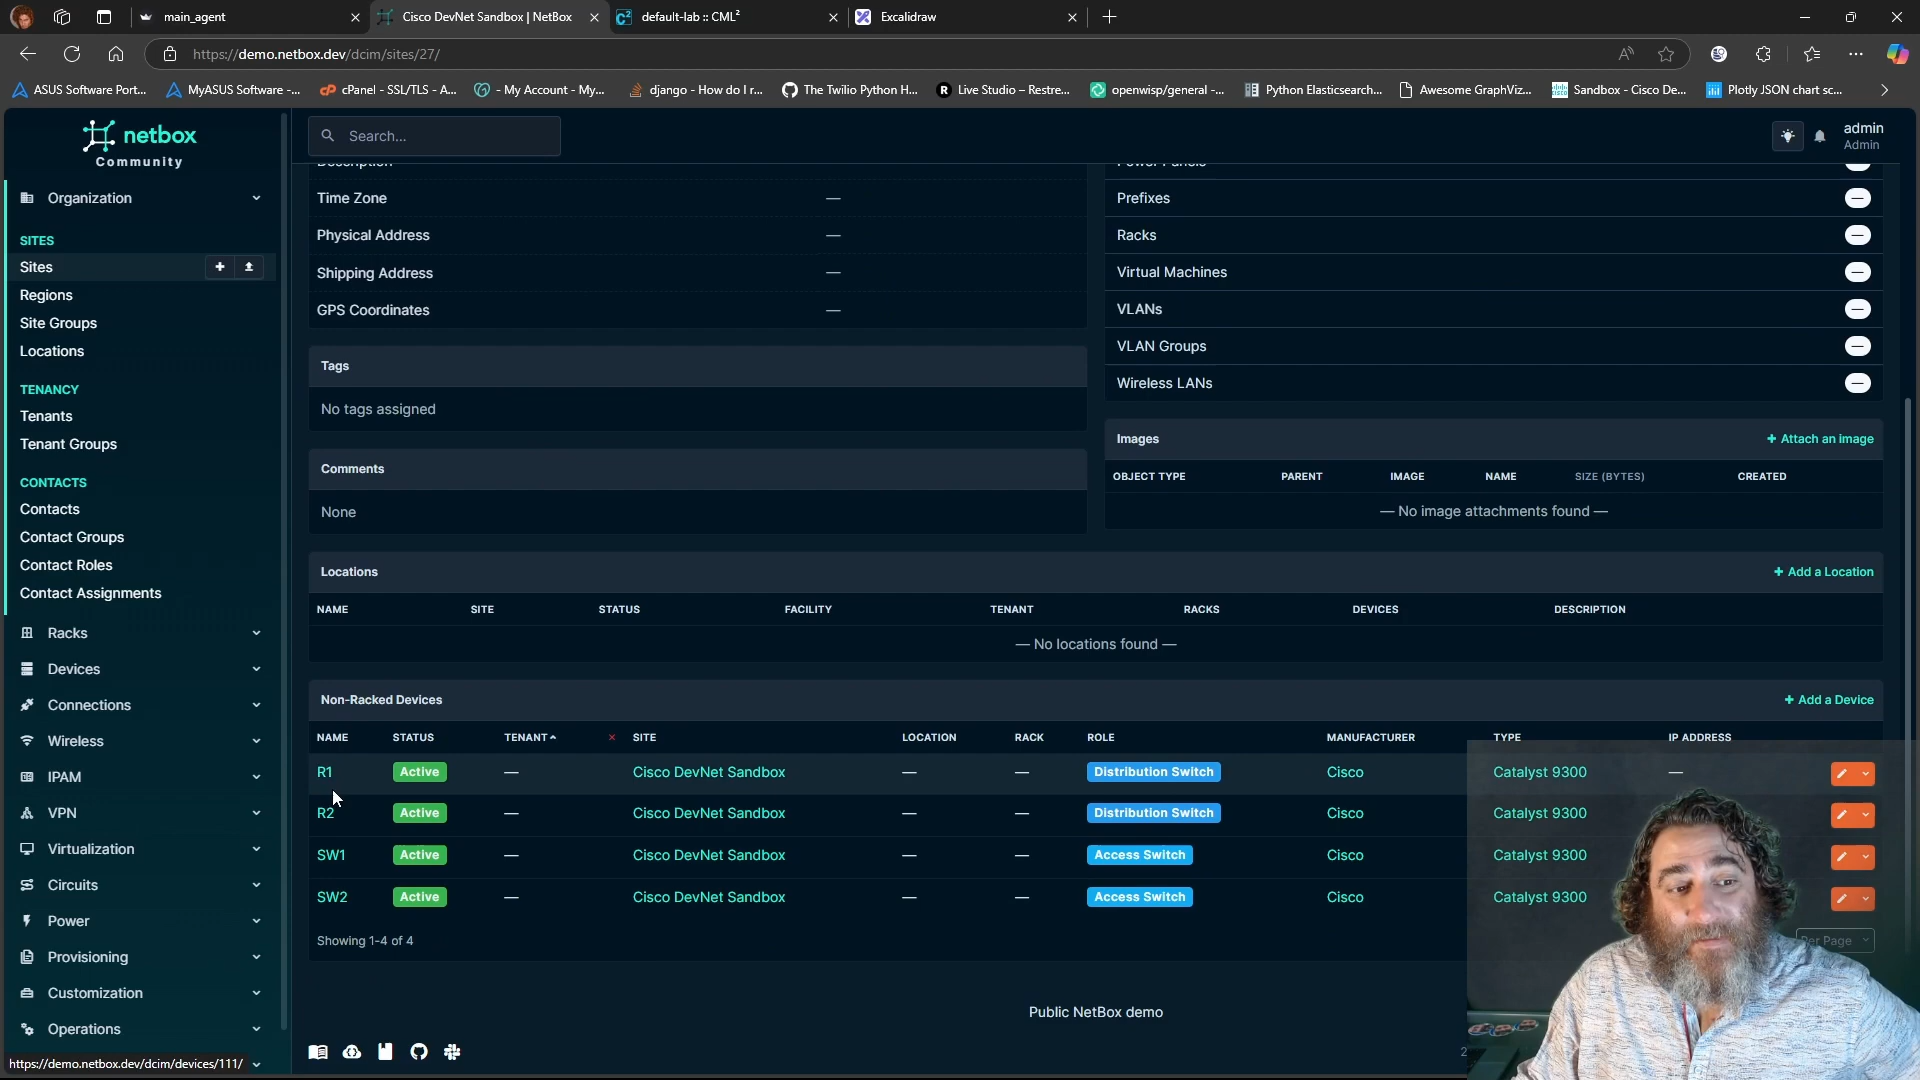 main_agent
Cisco DevNet Sandbox | NetBox
default-lab :: CML²
Excalidraw
https://demo.netbox.dev/dcim/sites/27/
ASUS Software Port...
MyASUS Software -...
cPanel - SSL/TLS - A...
- My Account - My...
django - How do I r...
The Twilio Python H...
Live Studio – Restre...
openwisp/general -...
Python Elasticsearch...
Awesome GraphViz...
Sandbox - Cisco De...
Plotly JSON chart sc...
netbox
Community
Search...
admin
Admin
Organization
SITES
Sites
Regions
Site Groups
Locations
TENANCY
Tenants
Tenant Groups
CONTACTS
Contacts
Contact Groups
Contact Roles
Contact Assignments
Racks
Devices
Connections
Wireless
IPAM
VPN
Virtualization
Circuits
Power
Provisioning
Customization
Operations
https://demo.netbox.dev/dcim/devices/111/
Description
Time Zone —
Physical Address —
Shipping Address —
GPS Coordinates —
Tags
No tags assigned
Comments
None
Power Panels
Prefixes —
Racks —
Virtual Machines —
VLANs —
VLAN Groups —
Wireless LANs —
Images + Attach an image
OBJECT TYPE PARENT IMAGE NAME SIZE (BYTES) CREATED
— No image attachments found —
Locations + Add a Location
NAME SITE STATUS FACILITY TENANT RACKS DEVICES DESCRIPTION
— No locations found —
Non-Racked Devices + Add a Device
NAME STATUS TENANT SITE LOCATION RACK ROLE MANUFACTURER TYPE IP ADDRESS
R1 Active — Cisco DevNet Sandbox — — Distribution Switch Cisco Catalyst 9300 —
R2 Active — Cisco DevNet Sandbox — — Distribution Switch Cisco Catalyst 9300
SW1 Active — Cisco DevNet Sandbox — — Access Switch Cisco Catalyst 9300
SW2 Active — Cisco DevNet Sandbox — — Access Switch Cisco Catalyst 9300
Showing 1-4 of 4
Per Page
Public NetBox demo